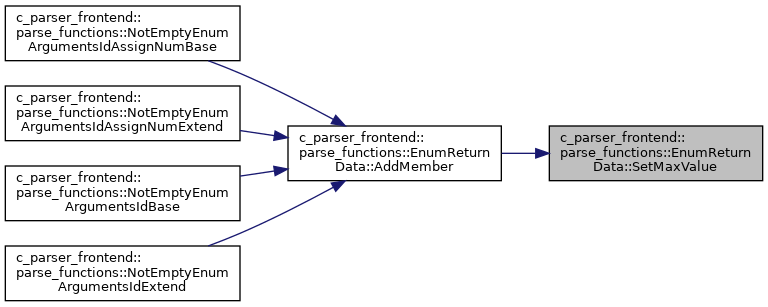 c_parser_frontend::
parse_functions::NotEmptyEnum
ArgumentsIdAssignNumBase
c_parser_frontend::
parse_functions::NotEmptyEnum
ArgumentsIdAssignNumExtend
c_parser_frontend::
parse_functions::NotEmptyEnum
ArgumentsIdBase
c_parser_frontend::
parse_functions::NotEmptyEnum
ArgumentsIdExtend
c_parser_frontend::
parse_functions::EnumReturn
Data::AddMember
c_parser_frontend::
parse_functions::EnumReturn
Data::SetMaxValue